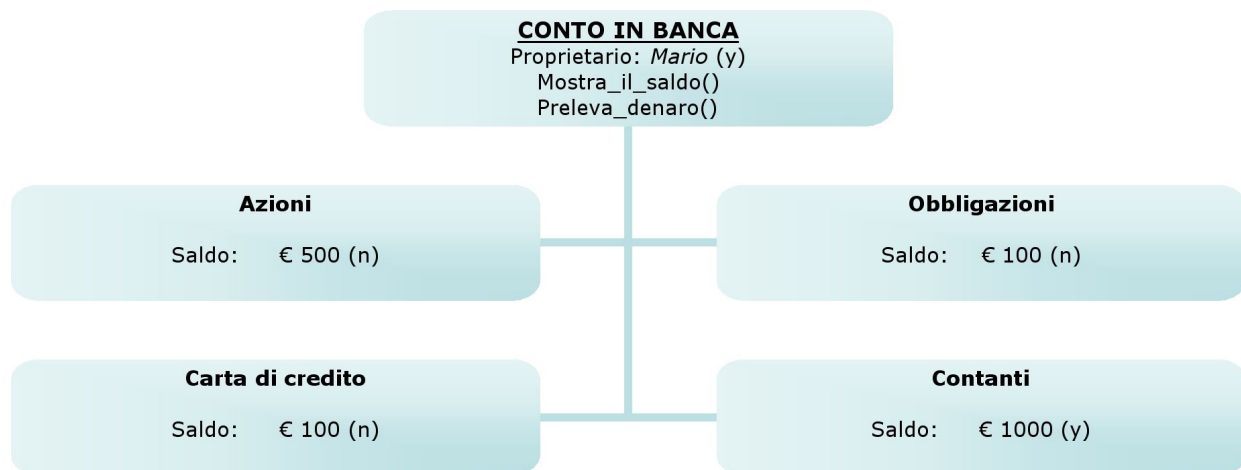 CONTO IN BANCA
Proprietario: Mario (y)
Mostra_il_saldo()
Preleva_denaro()
Azioni
Saldo: € 500 (n)
Obbligazioni
Saldo: € 100 (n)
Carta di credito
Saldo: € 100 (n)
Contanti
Saldo: € 1000 (y)